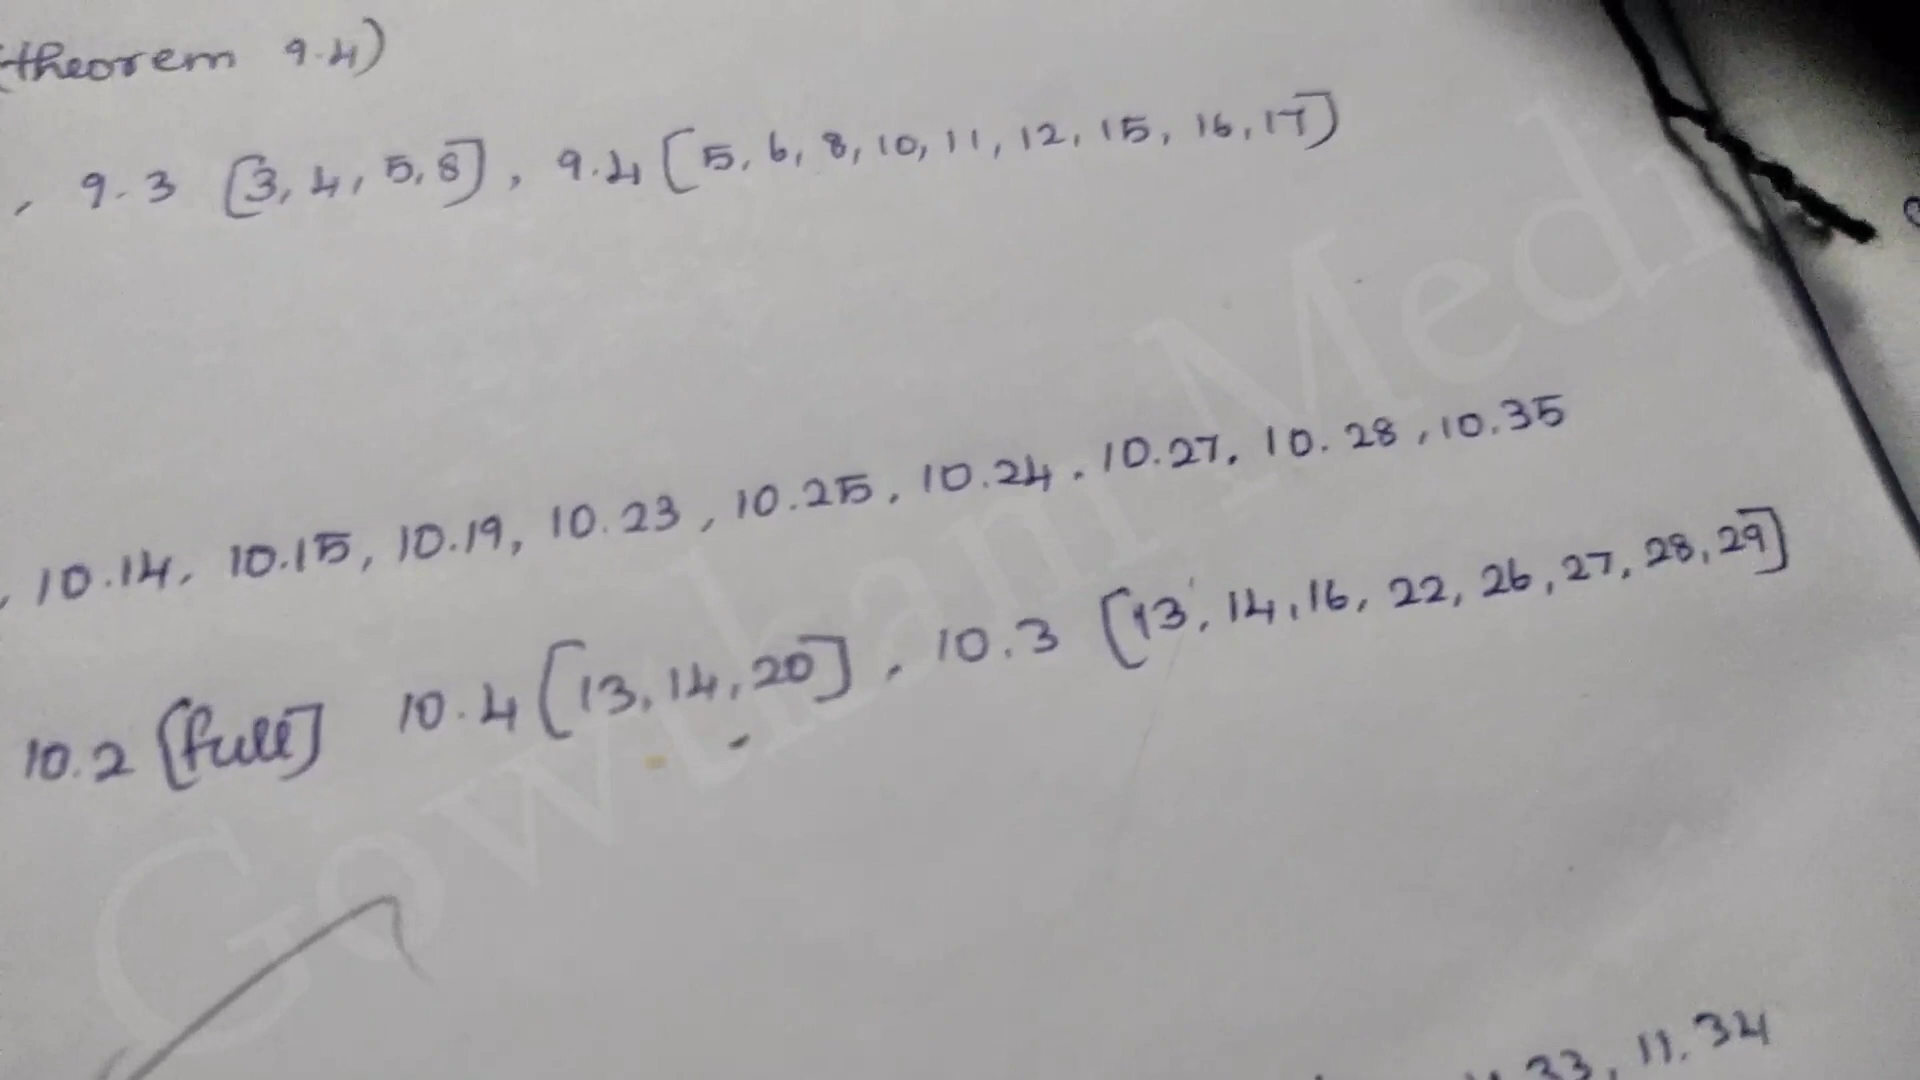 (theorem 9.4)
, 9.3 [3, 4, 5, 8], 9.4 [5, 6, 8, 10, 11, 12, 15, 16, 17]
, 10.14, 10.15, 10.19, 10.23, 10.25, 10.24, 10.27, 10.28, 10.35
10.2 [full] 10.4 [13, 14, 20], 10.3 [13, 14, 16, 22, 26, 27, 28, 29]
33, 11.34
Gowtham Medi